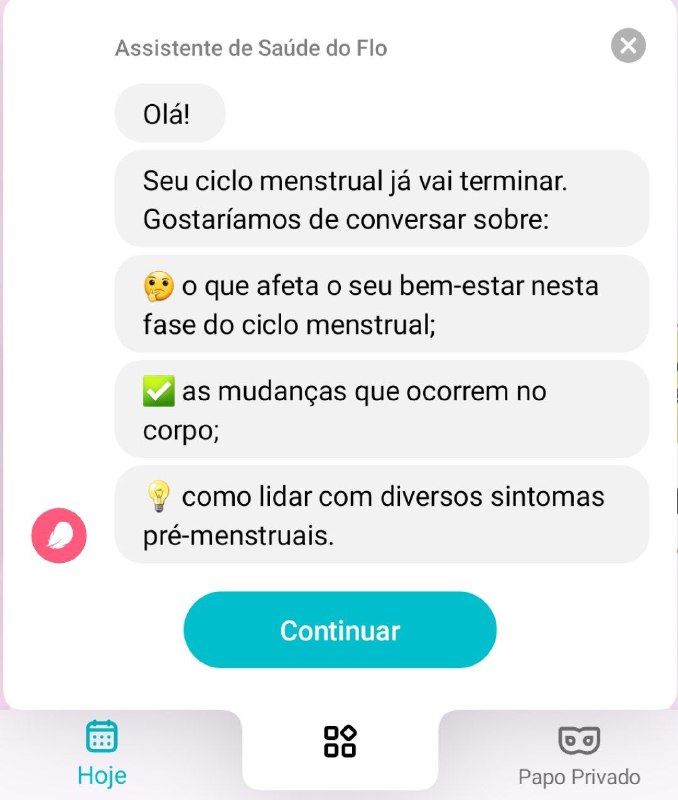 Assistente de Saúde do Flo
Olá!
Seu ciclo menstrual já vai terminar.
Gostaríamos de conversar sobre:
🤔 o que afeta o seu bem-estar nesta
fase do ciclo menstrual;
✅ as mudanças que ocorrem no
corpo;
💡 como lidar com diversos sintomas
pré-menstruais.
Continuar
Hoje
Papo Privado